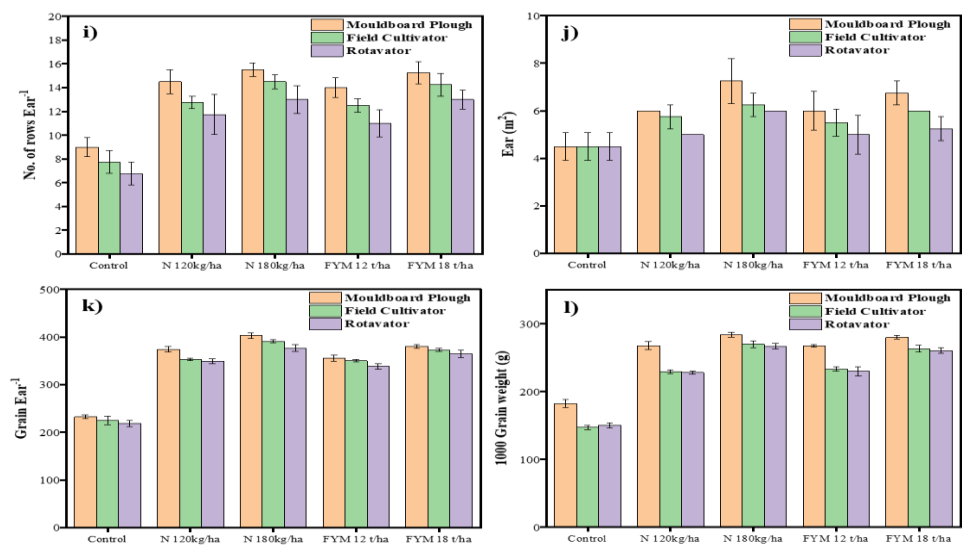 i)
Mouldboard Plough
Field Cultivator
Rotavator
No. of rows Ear⁻¹
20
18
16
14
12
10
8
6
4
2
0
Control N 120kg/ha N 180kg/ha FYM 12 t/ha FYM 18 t/ha
j)
Mouldboard Plough
Field Cultivator
Rotavator
Ear (m²)
10
8
6
4
2
0
Control N 120kg/ha N 180kg/ha FYM 12 t/ha FYM 18 t/ha
k)
Mouldboard Plough
Field Cultivator
Rotavator
Grain Ear⁻¹
500
400
300
200
100
0
Control N 120kg/ha N 180kg/ha FYM 12 t/ha FYM 18 t/ha
l)
Mouldboard Plough
Field Cultivator
Rotavator
1000 Grain weight (g)
300
200
100
0
Control N 120kg/ha N 180kg/ha FYM 12 t/ha FYM 18 t/ha